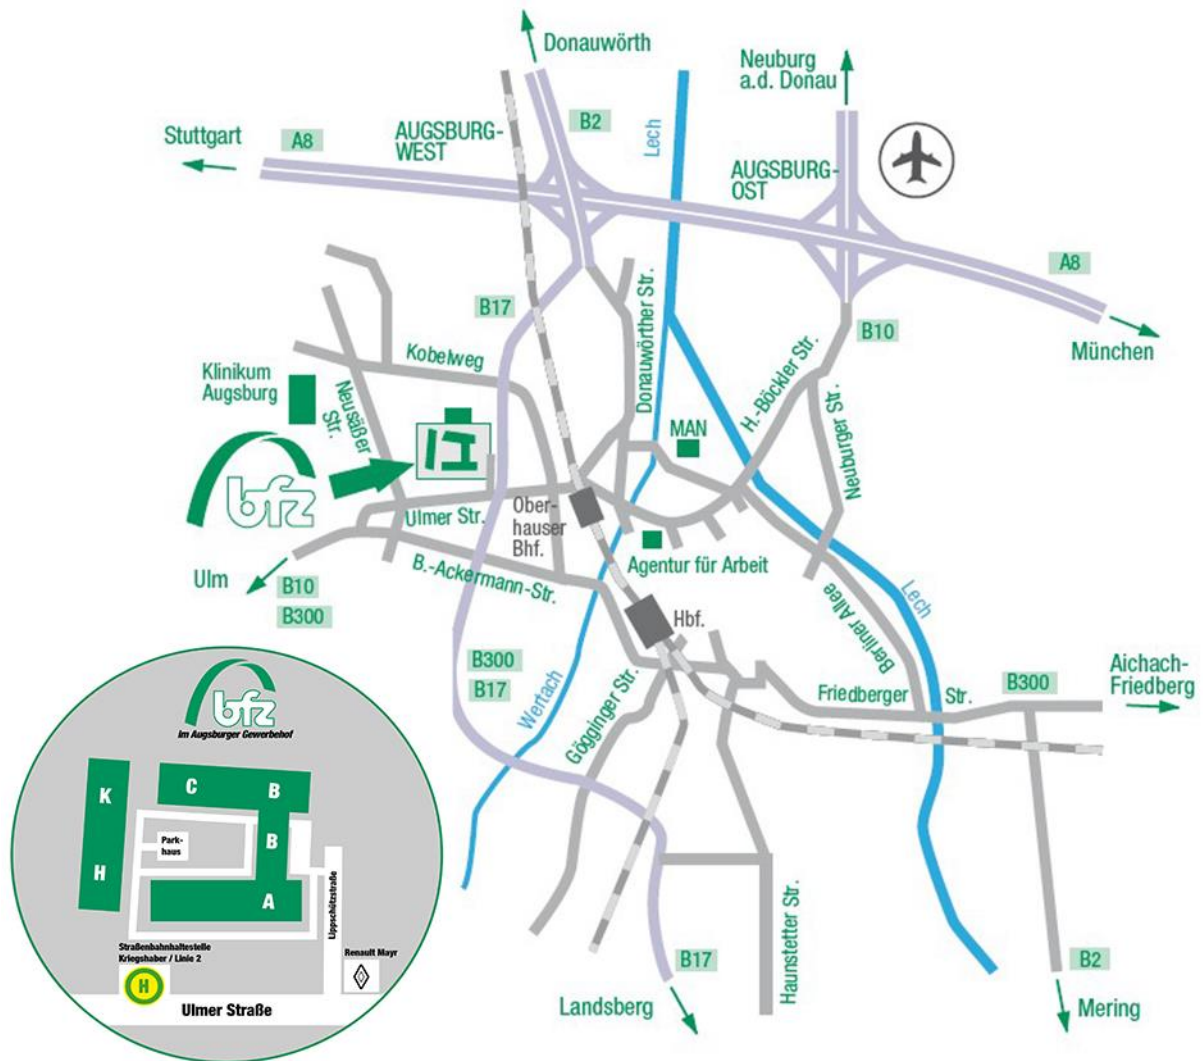 Donauwörth
Neuburg
a.d. Donau
B2
Stuttgart
A8
AUGSBURG-
WEST
Lech
AUGSBURG-
OST
A8
München
B17
Donauwörther Str.
B10
Kobelweg
H.-Böckler Str.
Klinikum
Augsburg
Neusäßer
Str.
MAN
Neuburger Str.
bfz
Ulmer Str.
Ober-
hauser
Bhf.
Agentur für Arbeit
B.-Ackermann-Str.
Ulm
B10
B300
Lech
Berliner Allee
Hbf.
B300
B17
Wertach
Gögginger Str.
Friedberger Str.
B300
Aichach-
Friedberg
bfz
im Augsburger Gewerbehof
K
C
B
Park-
haus
B
H
A
Lippschützstraße
Straßenbahnhaltestelle
Kriegshaber / Linie 2
Renault Mayr
H
Ulmer Straße
Haunstetter Str.
B17
Landsberg
B2
Mering